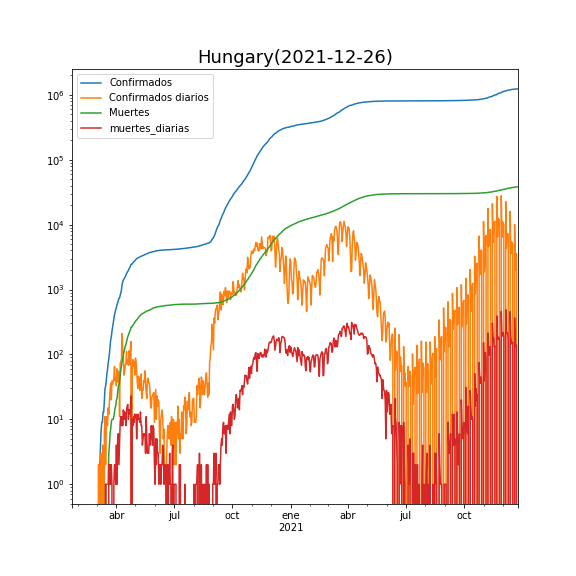 Hungary(2021-12-26)
Confirmados
Confirmados diarios
Muertes
muertes_diarias
10⁶
10⁵
10⁴
10³
10²
10¹
10⁰
abr jul oct ene abr jul oct
2021